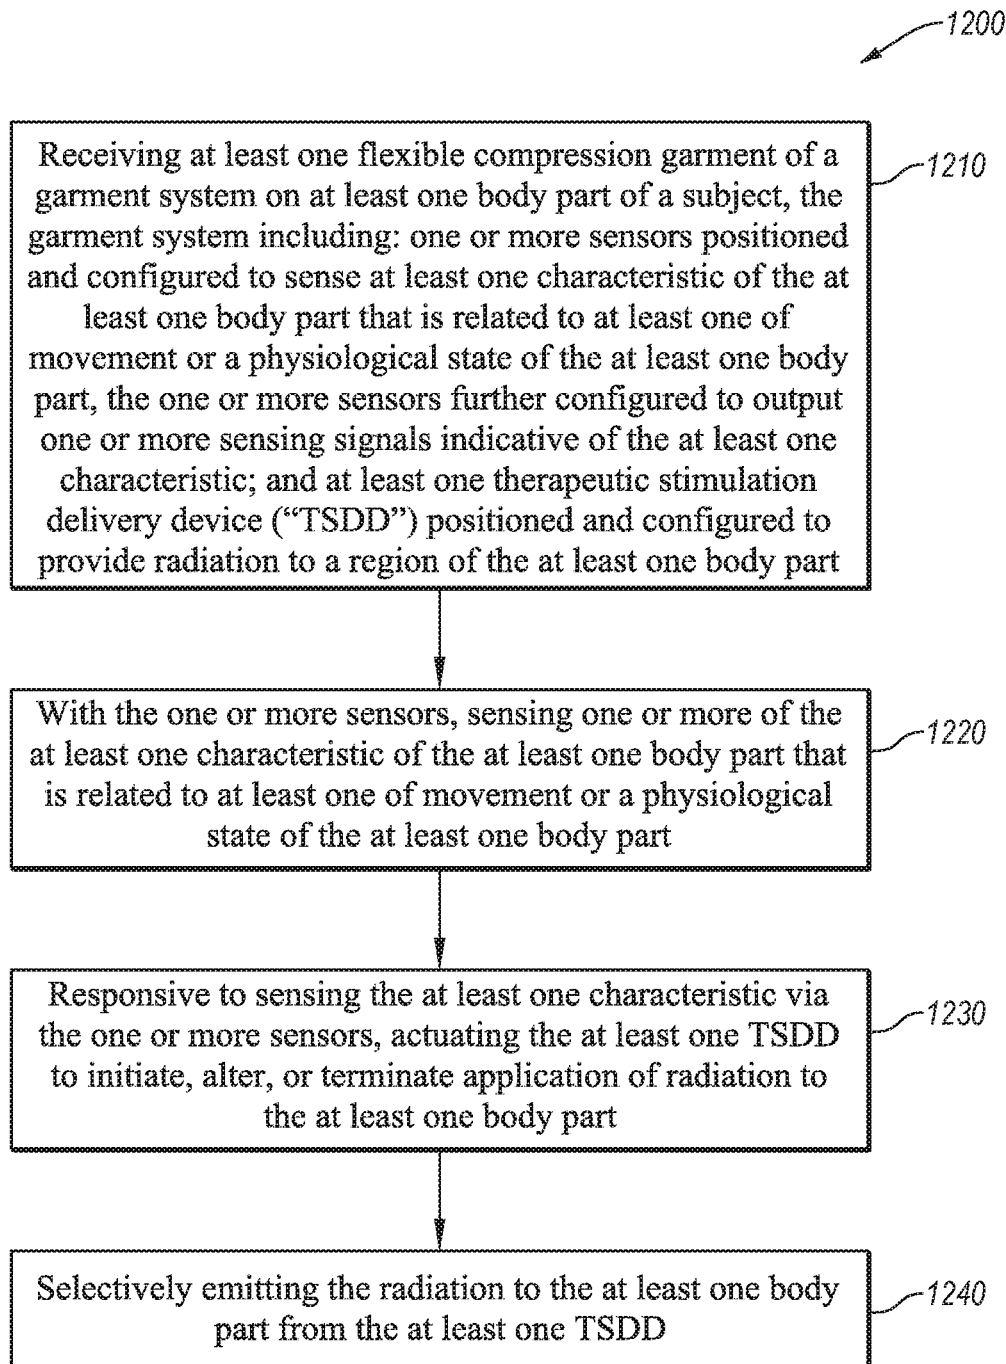 1200
Receiving at least one flexible compression garment of a
garment system on at least one body part of a subject, the
garment system including: one or more sensors positioned
and configured to sense at least one characteristic of the at
least one body part that is related to at least one of
movement or a physiological state of the at least one body
part, the one or more sensors further configured to output
one or more sensing signals indicative of the at least one
characteristic; and at least one therapeutic stimulation
delivery device (“TSDD”) positioned and configured to
provide radiation to a region of the at least one body part
1210
With the one or more sensors, sensing one or more of the
at least one characteristic of the at least one body part that
is related to at least one of movement or a physiological
state of the at least one body part
1220
Responsive to sensing the at least one characteristic via
the one or more sensors, actuating the at least one TSDD
to initiate, alter, or terminate application of radiation to
the at least one body part
1230
Selectively emitting the radiation to the at least one body
part from the at least one TSDD
1240